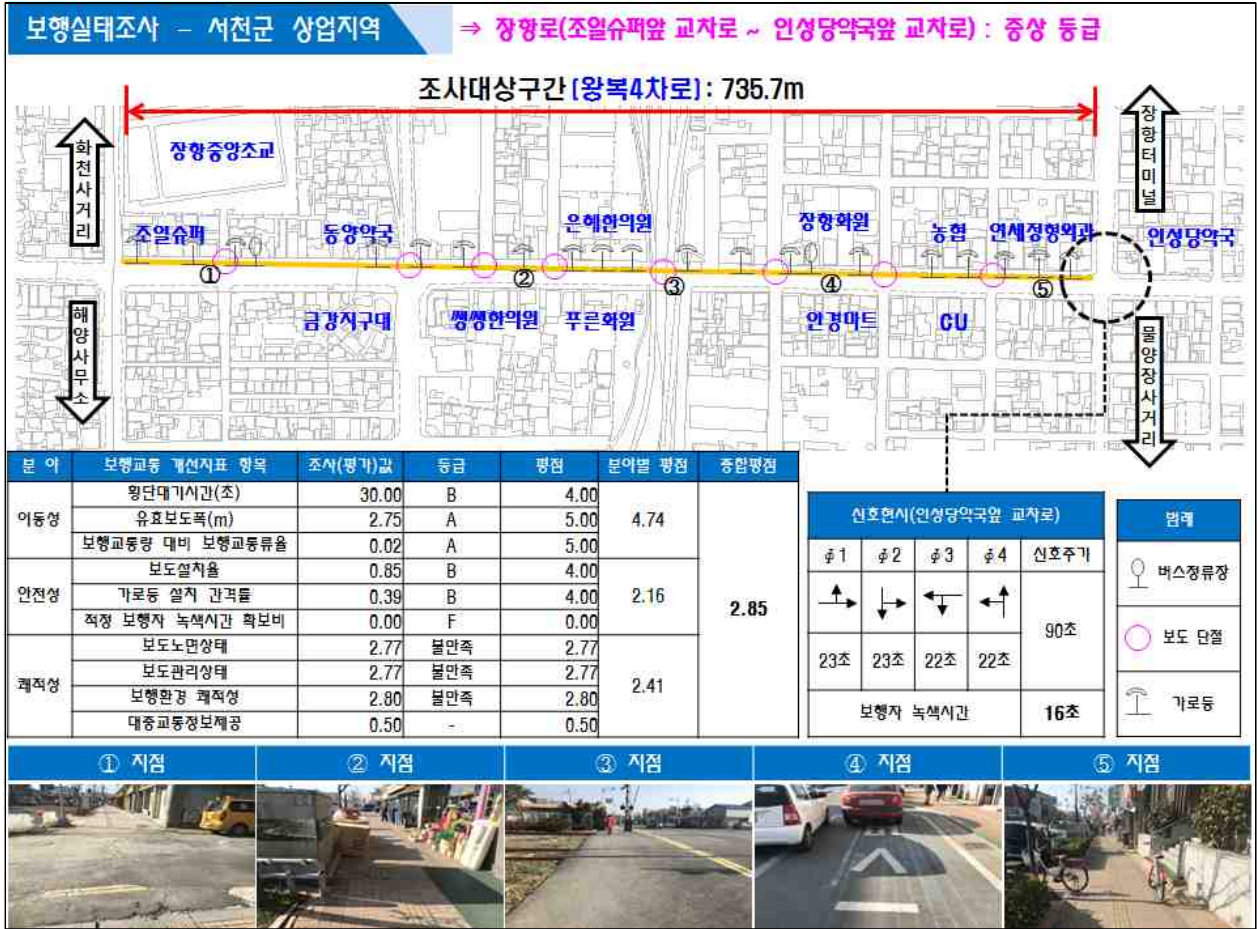 보행실태조사 - 서천군 상업지역
⇒ 장항로(조일슈퍼앞 교차로 ~ 인성당약국앞 교차로) : 중상 등급
조사대상구간 (왕복4차로) : 735.7m
화천사거리
장항터미널
장항중앙초교
조일슈퍼
동양약국
은혜한의원
장항화원
농협
연세정형외과
인성당약국
① ② ③ ④ ⑤
해양사무소
물양장사거리
금강지구대
쌩쌩한의원
푸른화원
안경마트
CU
분 야 보행교통 개선지표 항목 조사(평가)값 등급 평점 분야별 평점 종합평점
이동성 횡단대기시간(초) 30.00 B 4.00 4.74 2.85
유효보도폭(m) 2.75 A 5.00
보행교통량 대비 보행교통류율 0.02 A 5.00
안전성 보도설치율 0.85 B 4.00 2.16
가로등 설치 간격률 0.39 B 4.00
적정 보행자 녹색시간 확보비 0.00 F 0.00
쾌적성 보도노면상태 2.77 불만족 2.77 2.41
보도관리상태 2.77 불만족 2.77
보행환경 쾌적성 2.80 불만족 2.80
대중교통정보제공 0.50 - 0.50
신호현시(인성당약국앞 교차로)
ϕ1 ϕ2 ϕ3 ϕ4 신호주기
90초
23초 23초 22초 22초
보행자 녹색시간 16초
범례
버스정류장
보도 단절
가로등
① 지점 ② 지점 ③ 지점 ④ 지점 ⑤ 지점